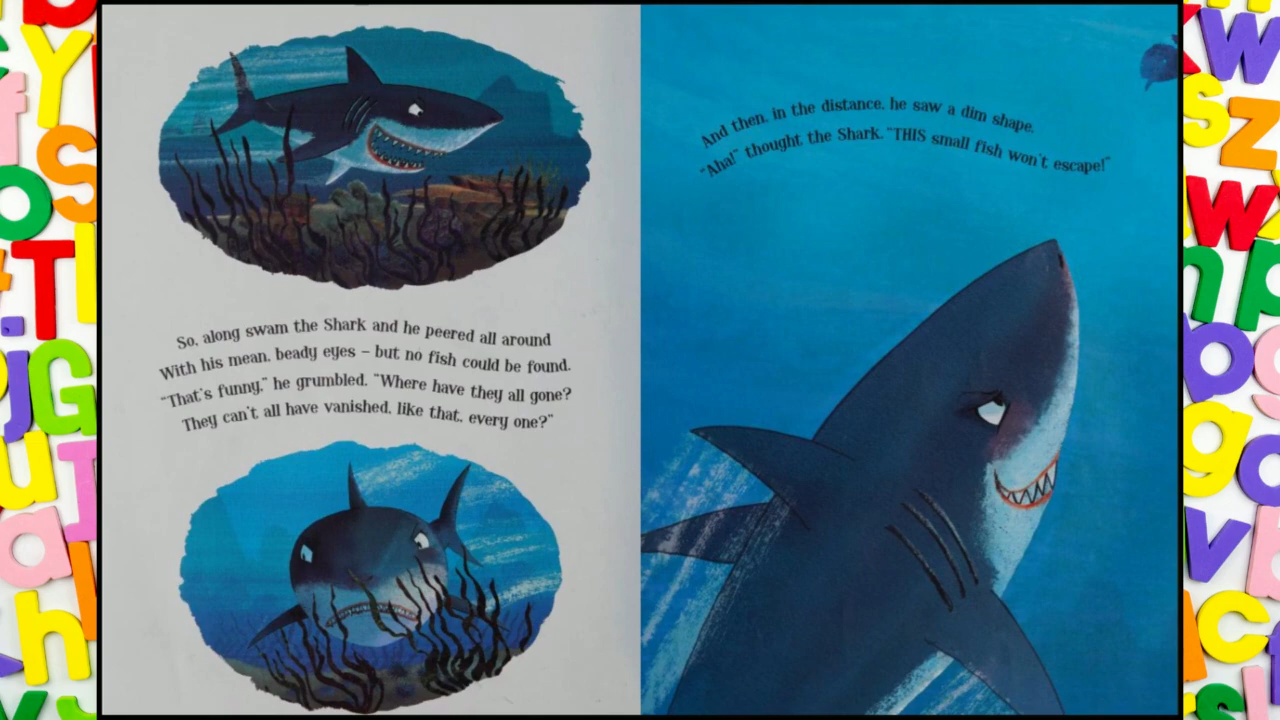 So, along swam the Shark and he peered all around
With his mean, beady eyes – but no fish could be found.
"That's funny," he grumbled. "Where have they all gone?
They can't all have vanished, like that, every one?"
And then, in the distance, he saw a dim shape.
"Aha!" thought the Shark. "THIS small fish won't escape!"